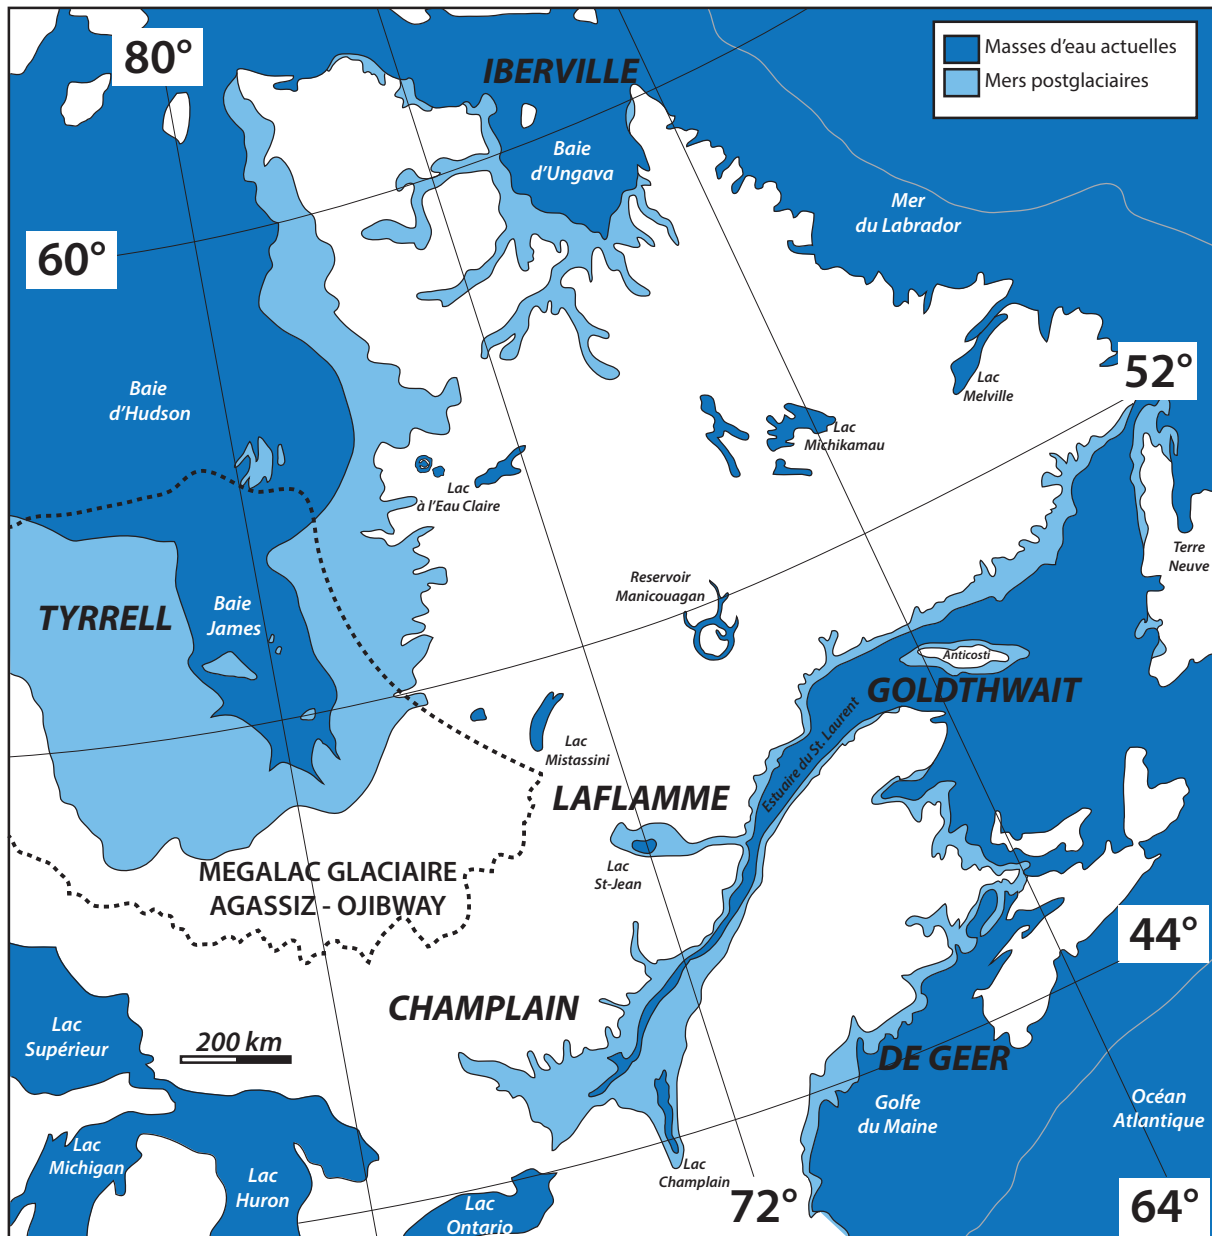 80°
IBERVILLE
Masses d'eau actuelles
Mers postglaciaires
Baie
d'Ungava
Mer
du Labrador
60°
52°
Baie
d'Hudson
Lac
Melville
Lac
Michikamau
Lac
à l'Eau Claire
Terre
Neuve
TYRRELL
Baie
James
Reservoir
Manicouagan
Anticosti
GOLDTHWAIT
Estuaire du St. Laurent
Lac
Mistassini
LAFLAMME
Lac
St-Jean
MEGALAC GLACIAIRE
AGASSIZ - OJIBWAY
44°
CHAMPLAIN
Lac
Supérieur
200 km
DE GEER
Golfe
du Maine
Océan
Atlantique
Lac
Michigan
Lac
Huron
Lac
Champlain
Lac
Ontario
72°
64°